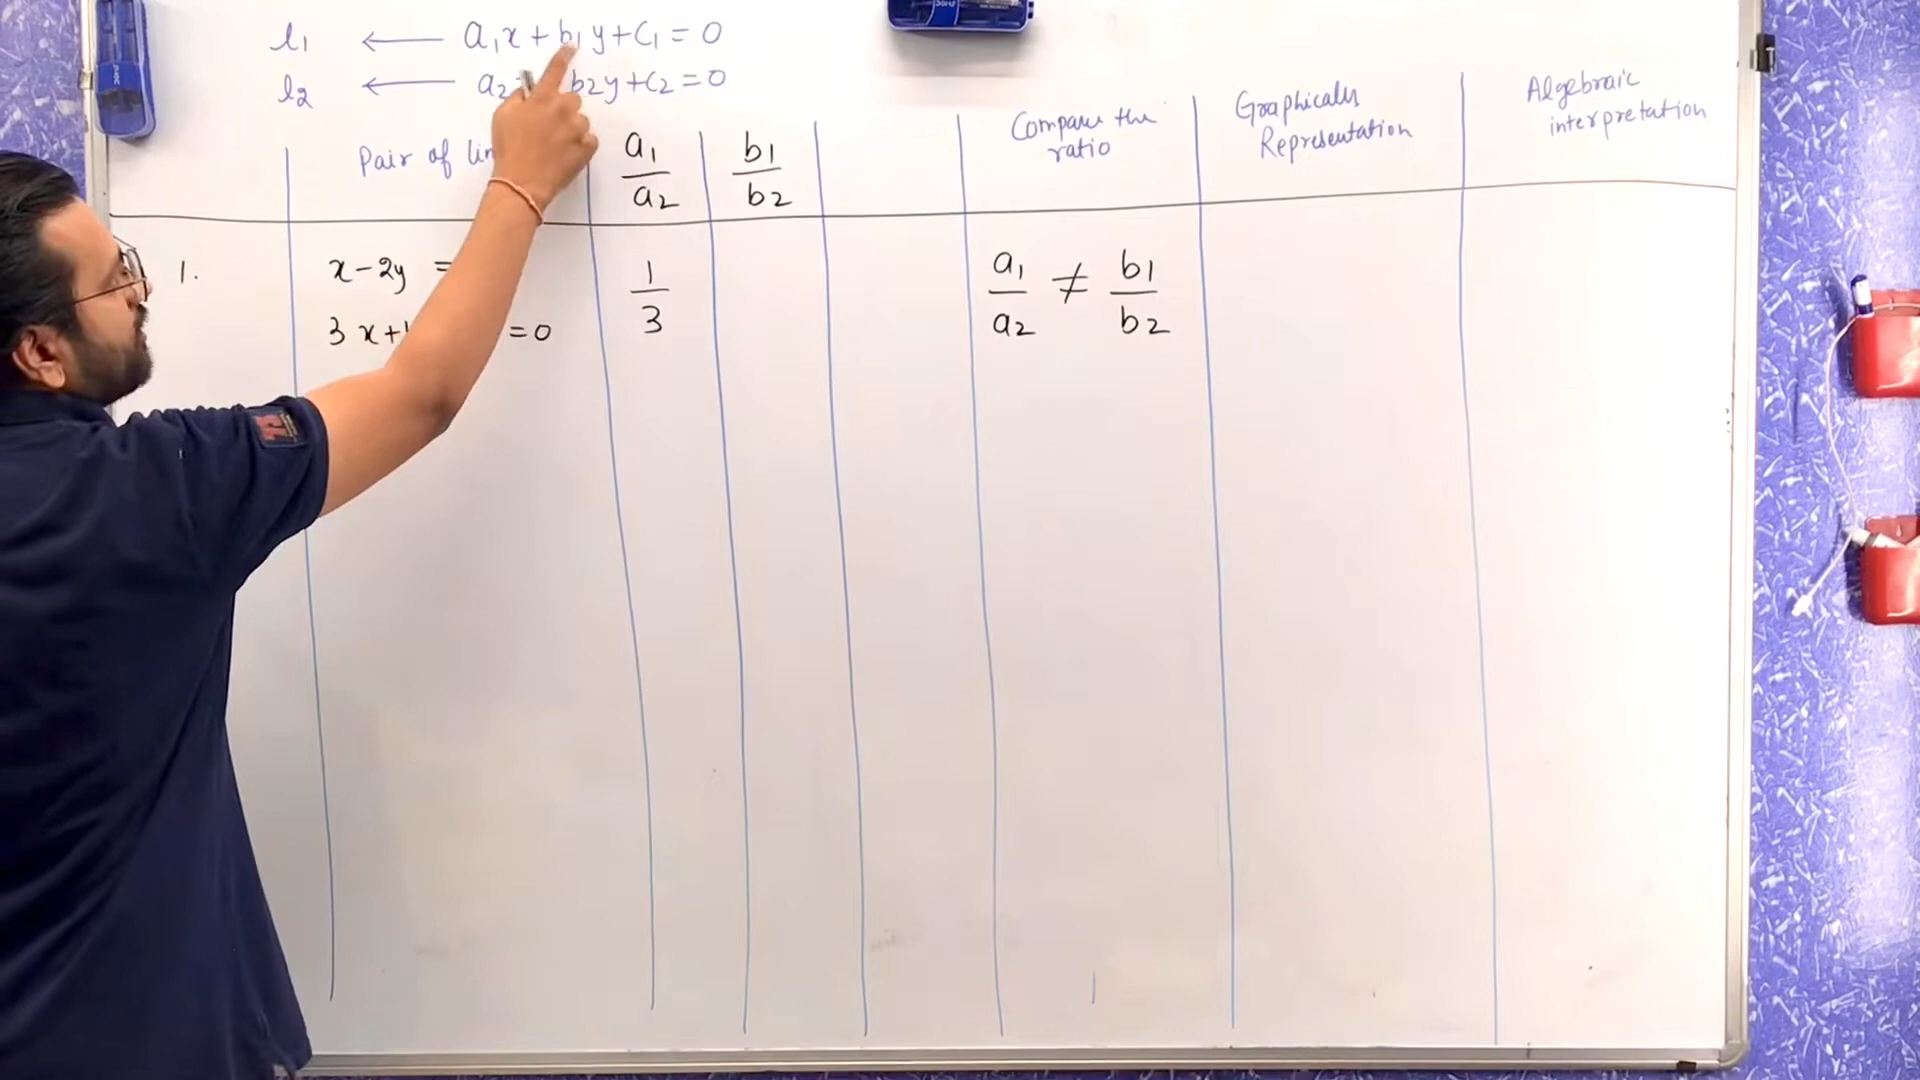 l₁ ← a₁x + b₁y + c₁ = 0
l₂ ← a₂ b₂y + c₂ = 0
Pair of
a₁/a₂
b₁/b₂
Compare the ratio
Graphically Representation
Algebraic interpretation
1.
x - 2y =
3x + = 0
1/3
a₁/a₂ ≠ b₁/b₂